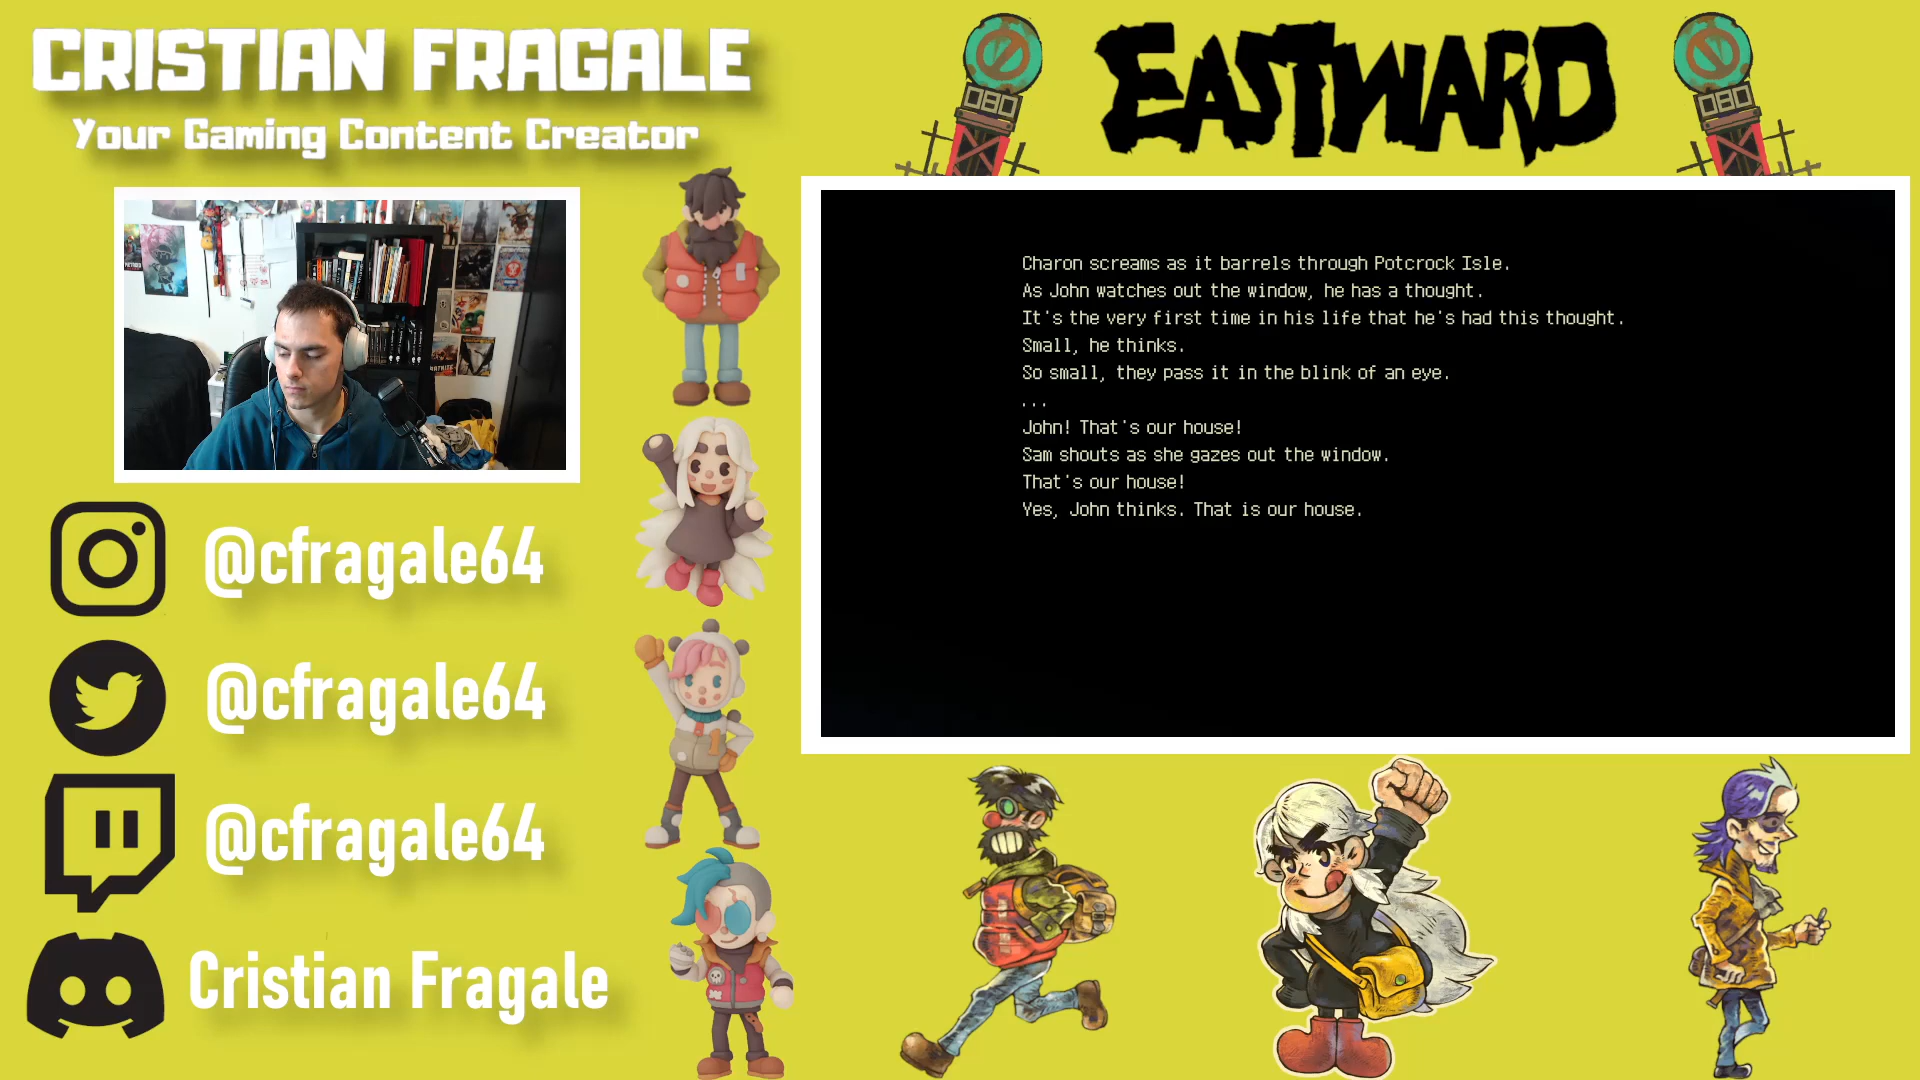 CRISTIAN FRAGALE
Your Gaming Content Creator
EASTWARD
Charon screams as it barrels through Potcrock Isle.
As John watches out the window, he has a thought.
It's the very first time in his life that he's had this thought.
Small, he thinks.
So small, they pass it in the blink of an eye.
...
John! That's our house!
Sam shouts as she gazes out the window.
That's our house!
Yes, John thinks. That is our house.
@cfragale64
@cfragale64
@cfragale64
Cristian Fragale